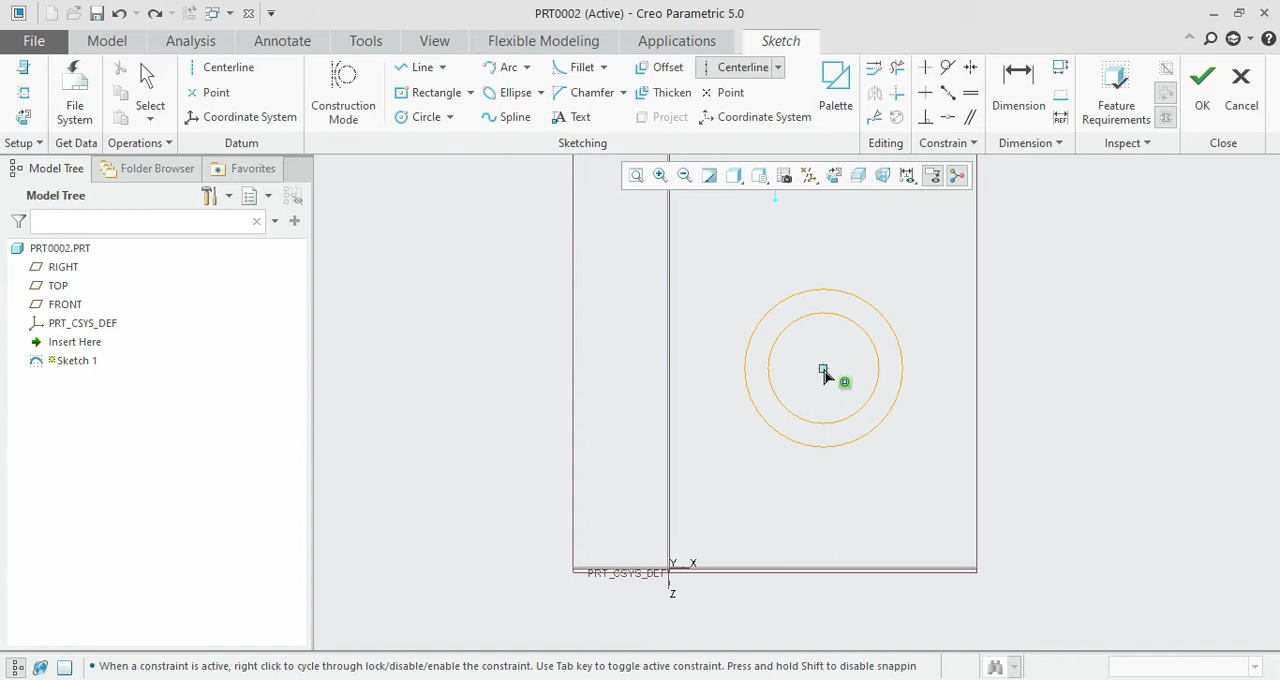 PRT0002 (Active) - Creo Parametric 5.0
File Model Analysis Annotate Tools View Flexible Modeling Applications Sketch
Setup
File System
Get Data
Select
Operations
Centerline
Point
Coordinate System
Datum
Construction Mode
Line Arc Fillet Offset Centerline
Rectangle Ellipse Chamfer Thicken Point
Circle Spline Text Project Coordinate System
Palette
Sketching
Editing
Constrain
Dimension
REF
Dimension
Feature Requirements
Inspect
OK Cancel
Close
Model Tree Folder Browser Favorites
Model Tree
PRT0002.PRT
RIGHT
TOP
FRONT
PRT_CSYS_DEF
Insert Here
Sketch 1
Y X
PRT_CSYS_DEF
Z
• When a constraint is active, right click to cycle through lock/disable/enable the constraint. Use Tab key to toggle active constraint. Press and hold Shift to disable snappin